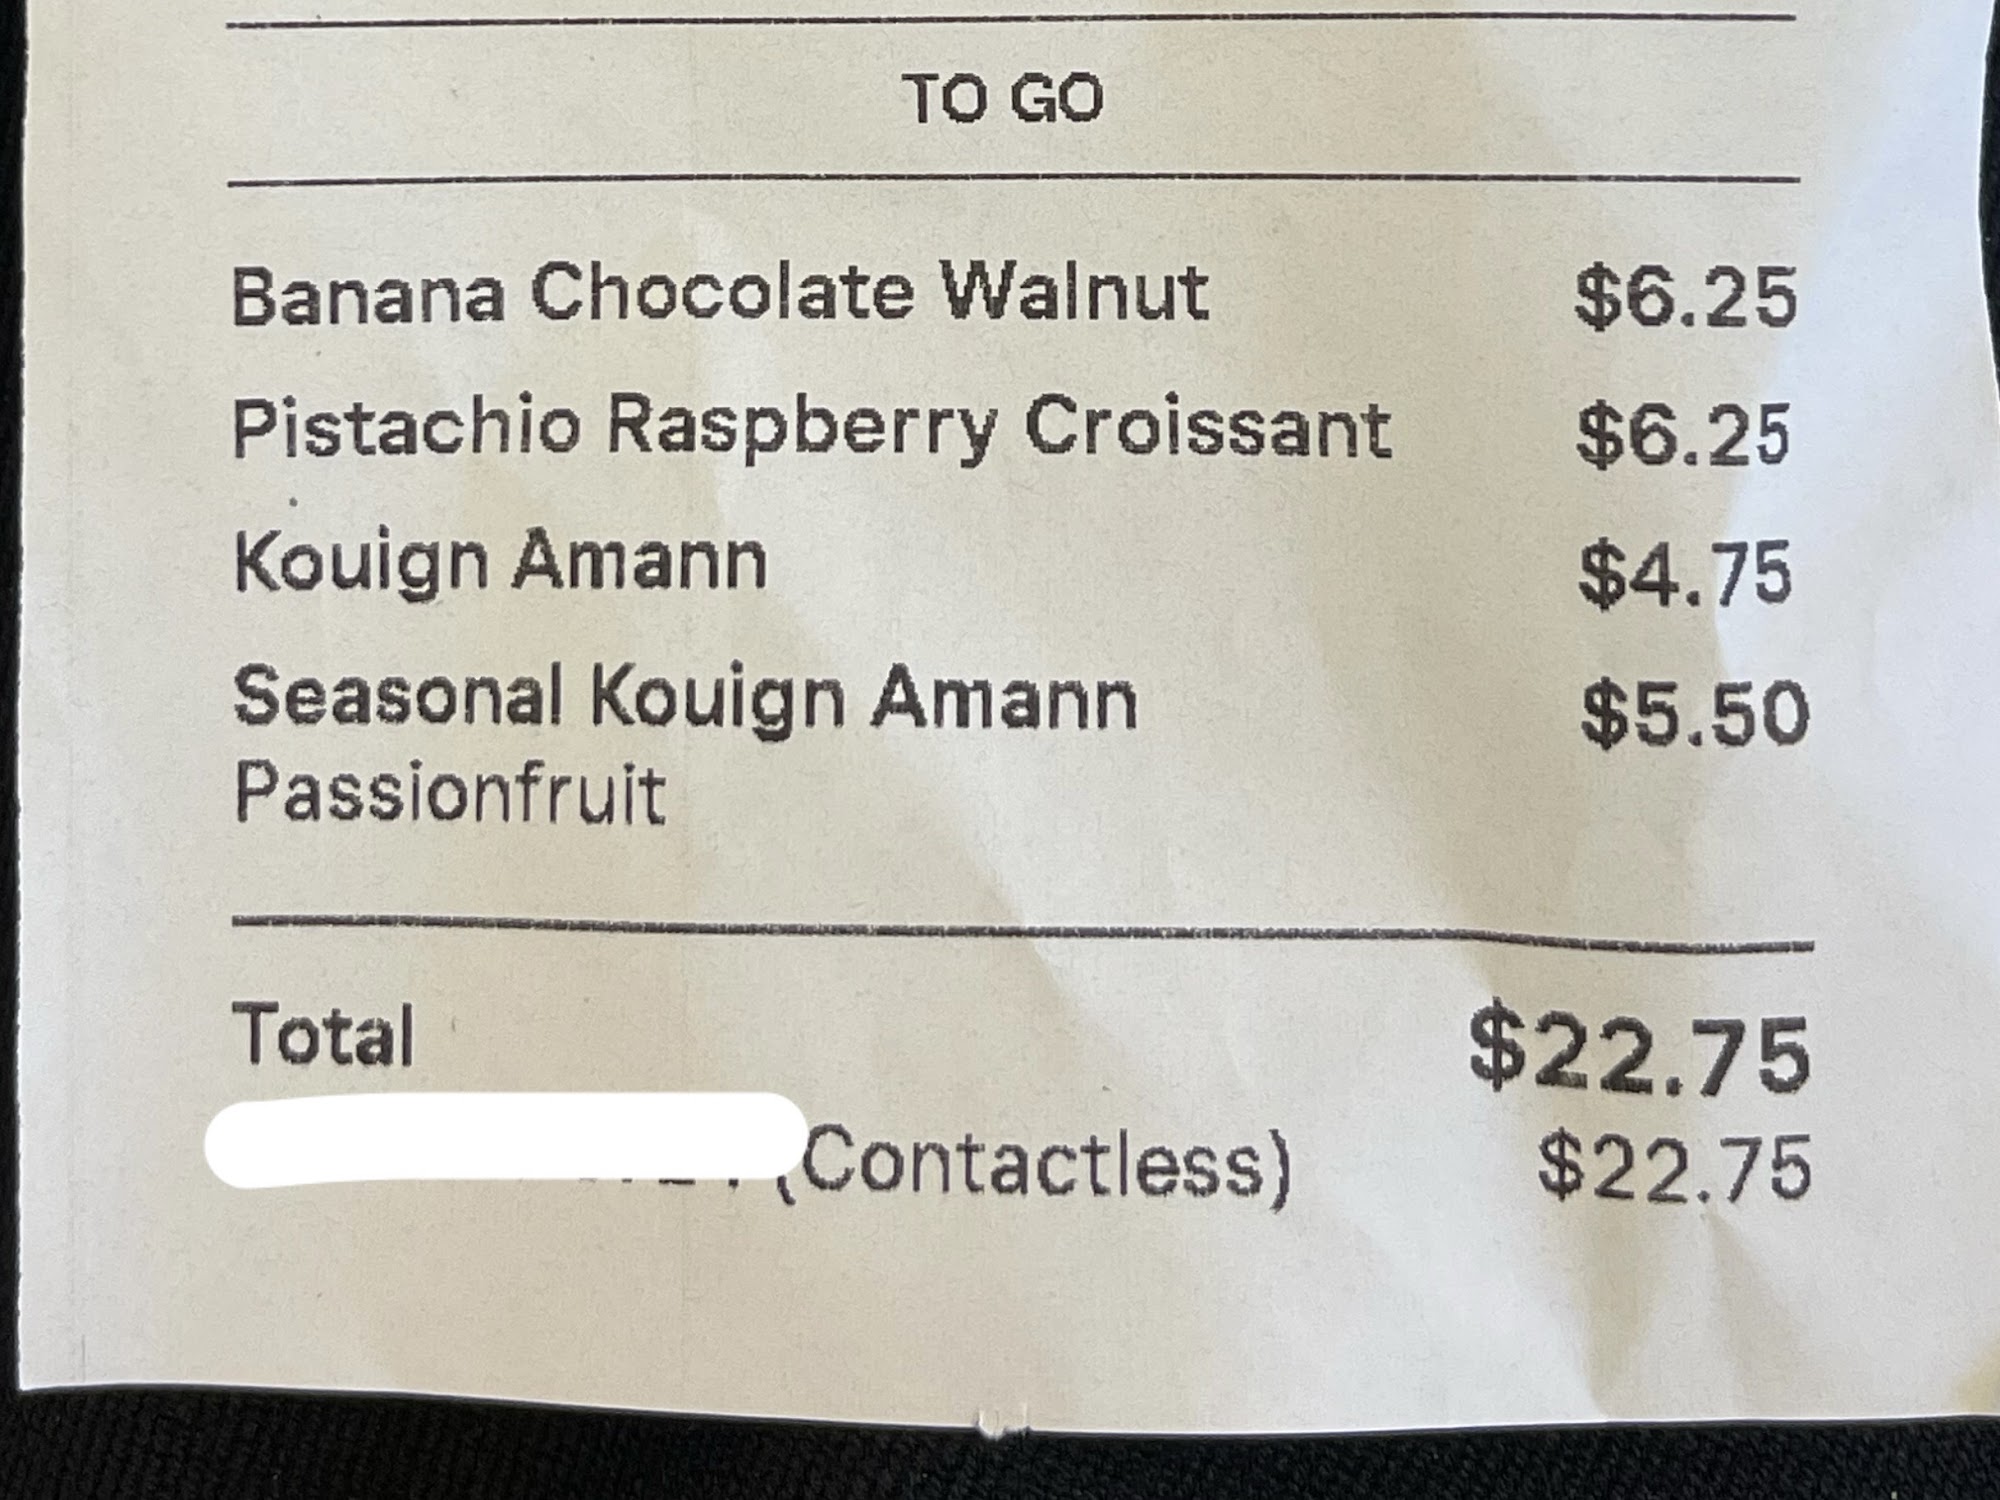 TO GO
Banana Chocolate Walnut $6.25
Pistachio Raspberry Croissant $6.25
Kouign Amann $4.75
Seasonal Kouign Amann $5.50
Passionfruit
Total $22.75
(Contactless) $22.75